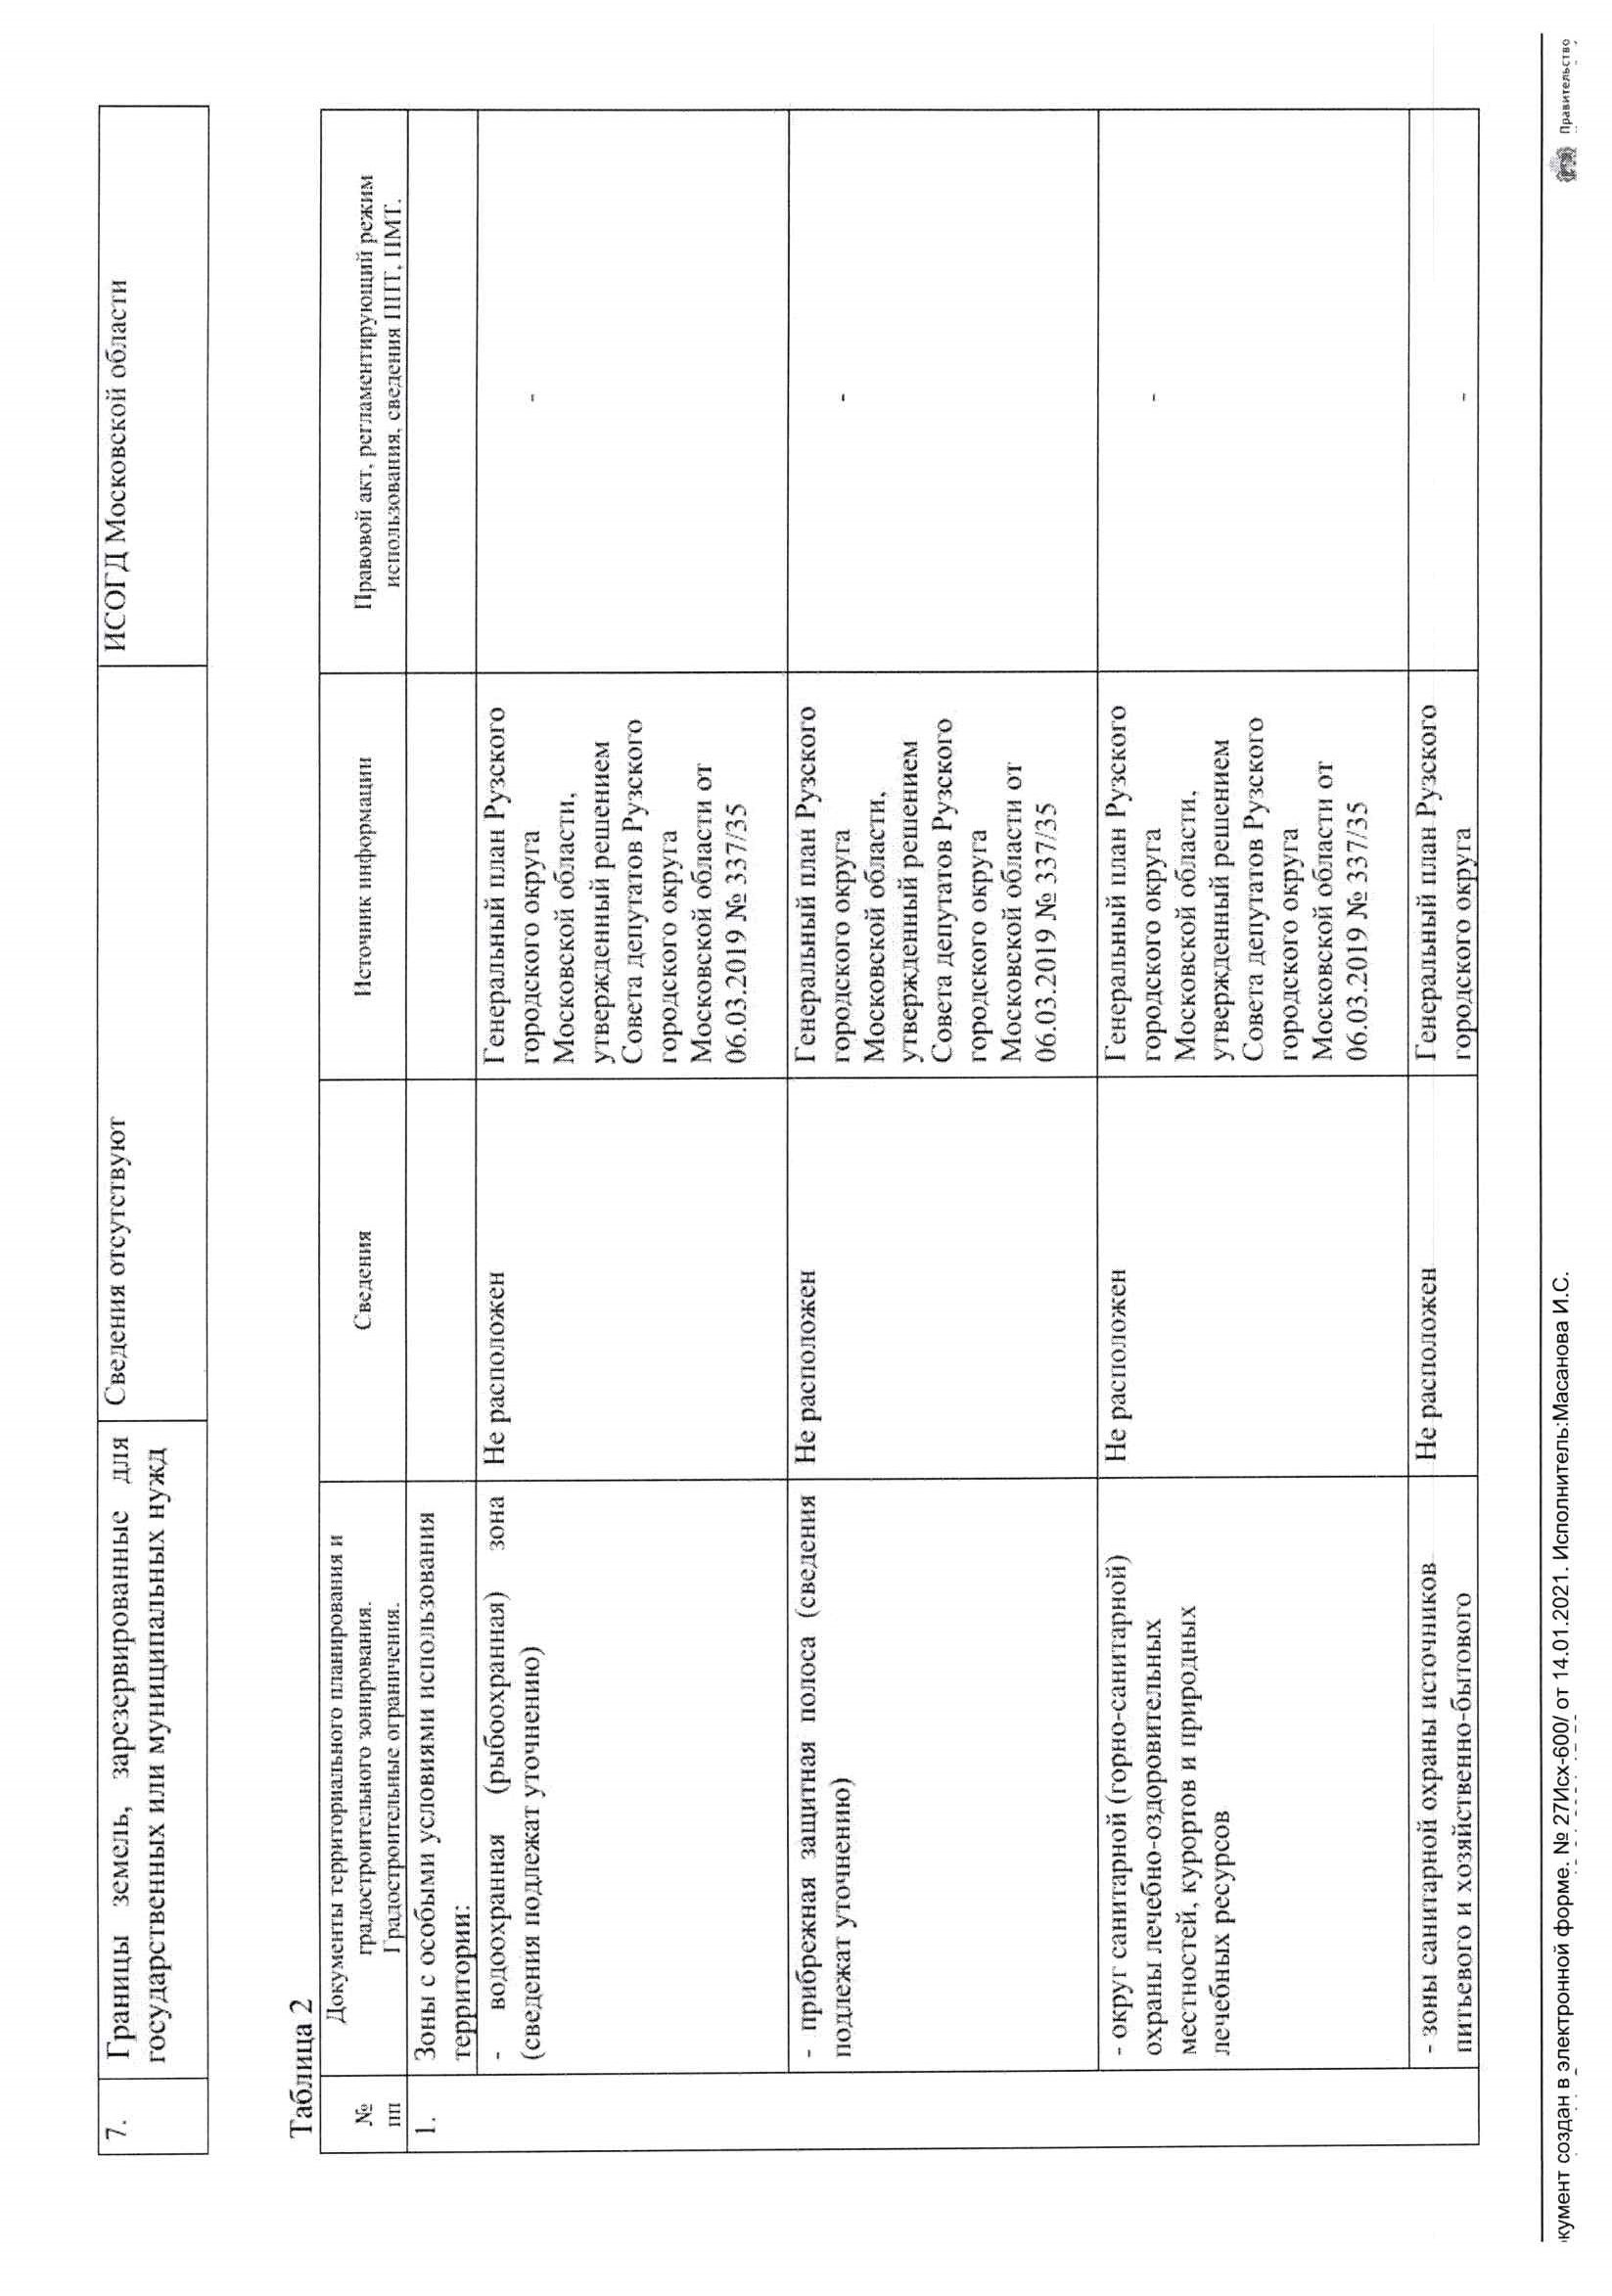 7.
Границы земель, зарезервированные для
государственных или муниципальных нужд
Сведения отсутствуют
ИСОГД Московской области
Таблица 2
№
пп
Документы территориального планирования и
градостроительного зонирования.
Градостроительные ограничения.
Сведения
Источник информации
Правовой акт, регламентирующий режим
использования, сведения ППТ, ПМТ.
1.
Зоны с особыми условиями использования
территории:
- водоохранная (рыбоохранная) зона
(сведения подлежат уточнению)
Не расположен
Генеральный план Рузского
городского округа
Московской области,
утвержденный решением
Совета депутатов Рузского
городского округа
Московской области от
06.03.2019 № 337/35
-
- прибрежная защитная полоса (сведения
подлежат уточнению)
Не расположен
Генеральный план Рузского
городского округа
Московской области,
утвержденный решением
Совета депутатов Рузского
городского округа
Московской области от
06.03.2019 № 337/35
-
- округ санитарной (горно-санитарной)
охраны лечебно-оздоровительных
местностей, курортов и природных
лечебных ресурсов
Не расположен
Генеральный план Рузского
городского округа
Московской области,
утвержденный решением
Совета депутатов Рузского
городского округа
Московской области от
06.03.2019 № 337/35
-
- зоны санитарной охраны источников
питьевого и хозяйственно-бытового
Не расположен
Генеральный план Рузского
городского округа
-
кумент создан в электронной форме. № 27Исх-600/ от 14.01.2021. Исполнитель:Масанова И.С.
Правительство